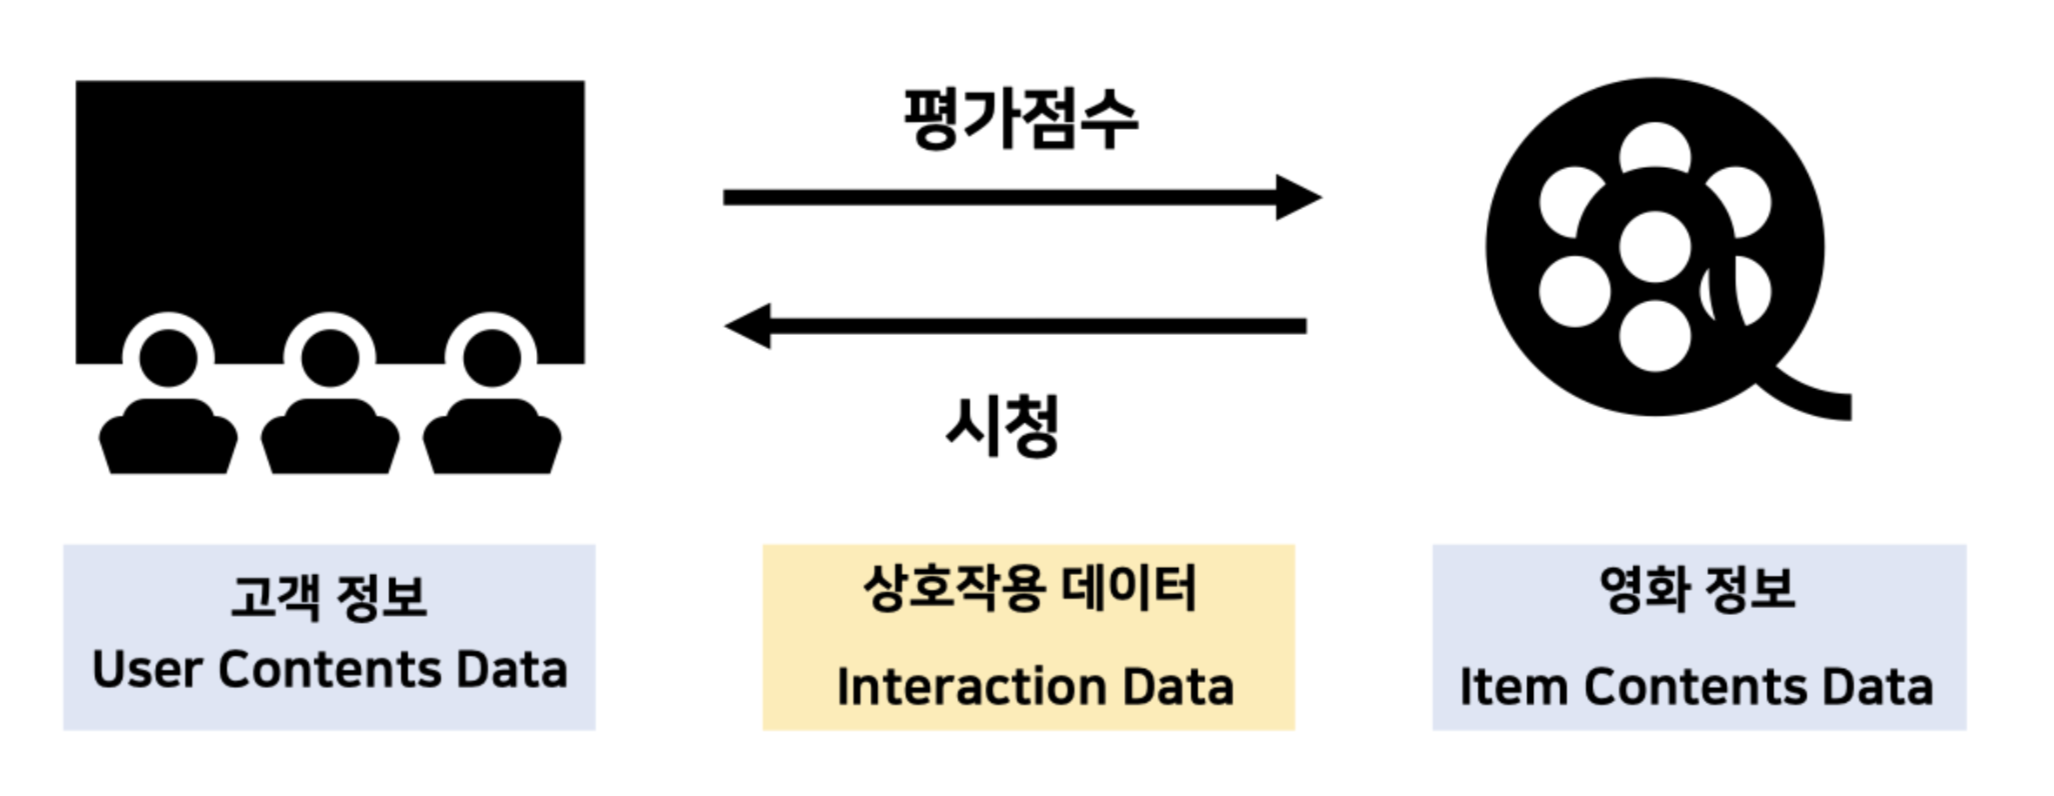 평가점수
시청
고객 정보
User Contents Data
상호작용 데이터
Interaction Data
영화 정보
Item Contents Data